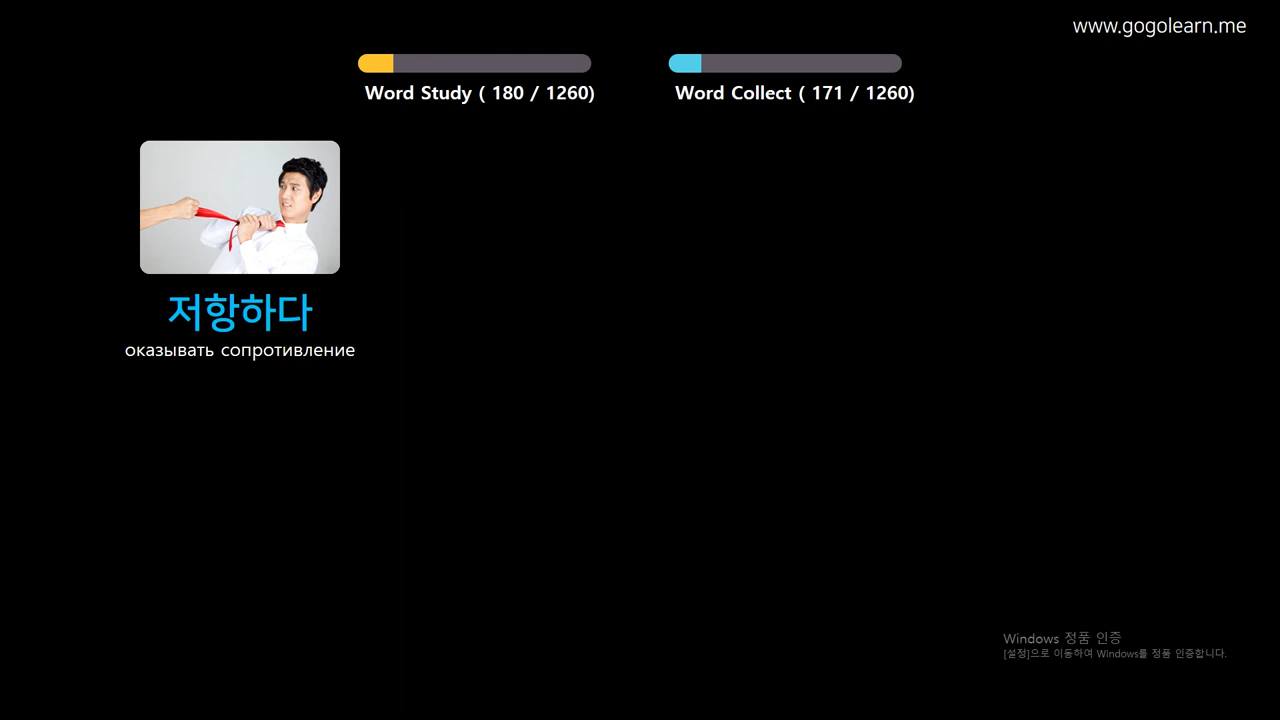 www.gogolearn.me
Word Study ( 180 / 1260)
Word Collect ( 171 / 1260)
저항하다
оказывать сопротивление
Windows 정품 인증
[설정]으로 이동하여 Windows를 정품 인증합니다.